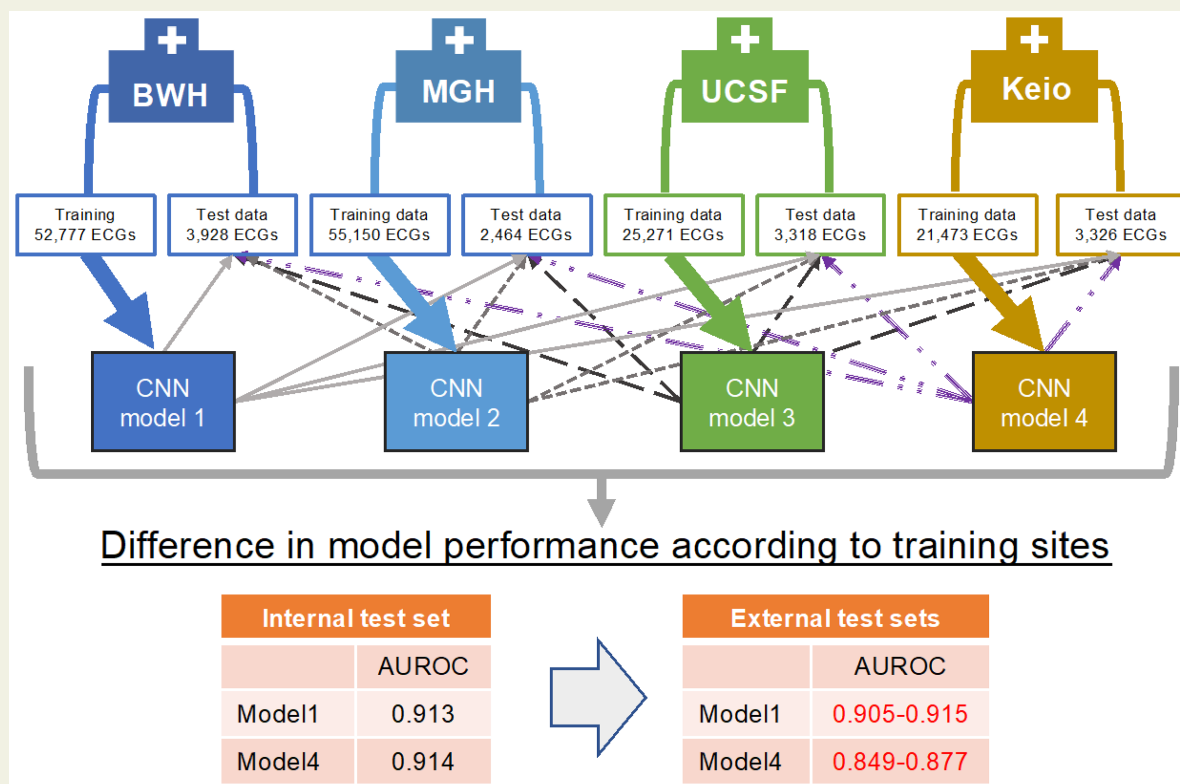 BWH
MGH
UCSF
Keio
Training
52,777 ECGs
Test data
3,928 ECGs
Training data
55,150 ECGs
Test data
2,464 ECGs
Training data
25,271 ECGs
Test data
3,318 ECGs
Training data
21,473 ECGs
Test data
3,326 ECGs
CNN
model 1
CNN
model 2
CNN
model 3
CNN
model 4
Difference in model performance according to training sites
Internal test set
AUROC
Model1 0.913
Model4 0.914
External test sets
AUROC
Model1 0.905-0.915
Model4 0.849-0.877